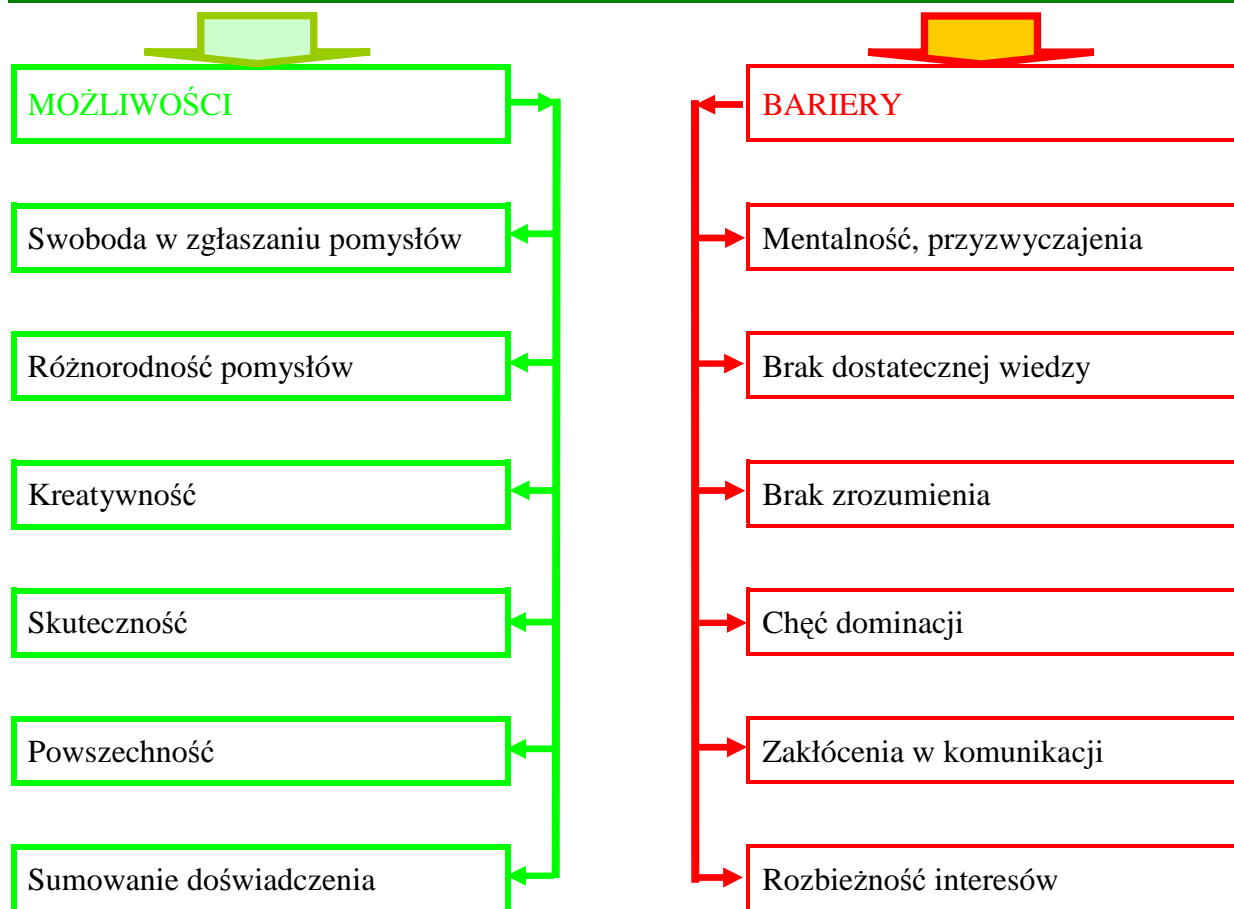 MOŻLIWOŚCI
Swoboda w zgłaszaniu pomysłów
Różnorodność pomysłów
Kreatywność
Skuteczność
Powszechność
Sumowanie doświadczenia
BARIERY
Mentalność, przyzwyczajenia
Brak dostatecznej wiedzy
Brak zrozumienia
Chęć dominacji
Zakłócenia w komunikacji
Rozbieżność interesów